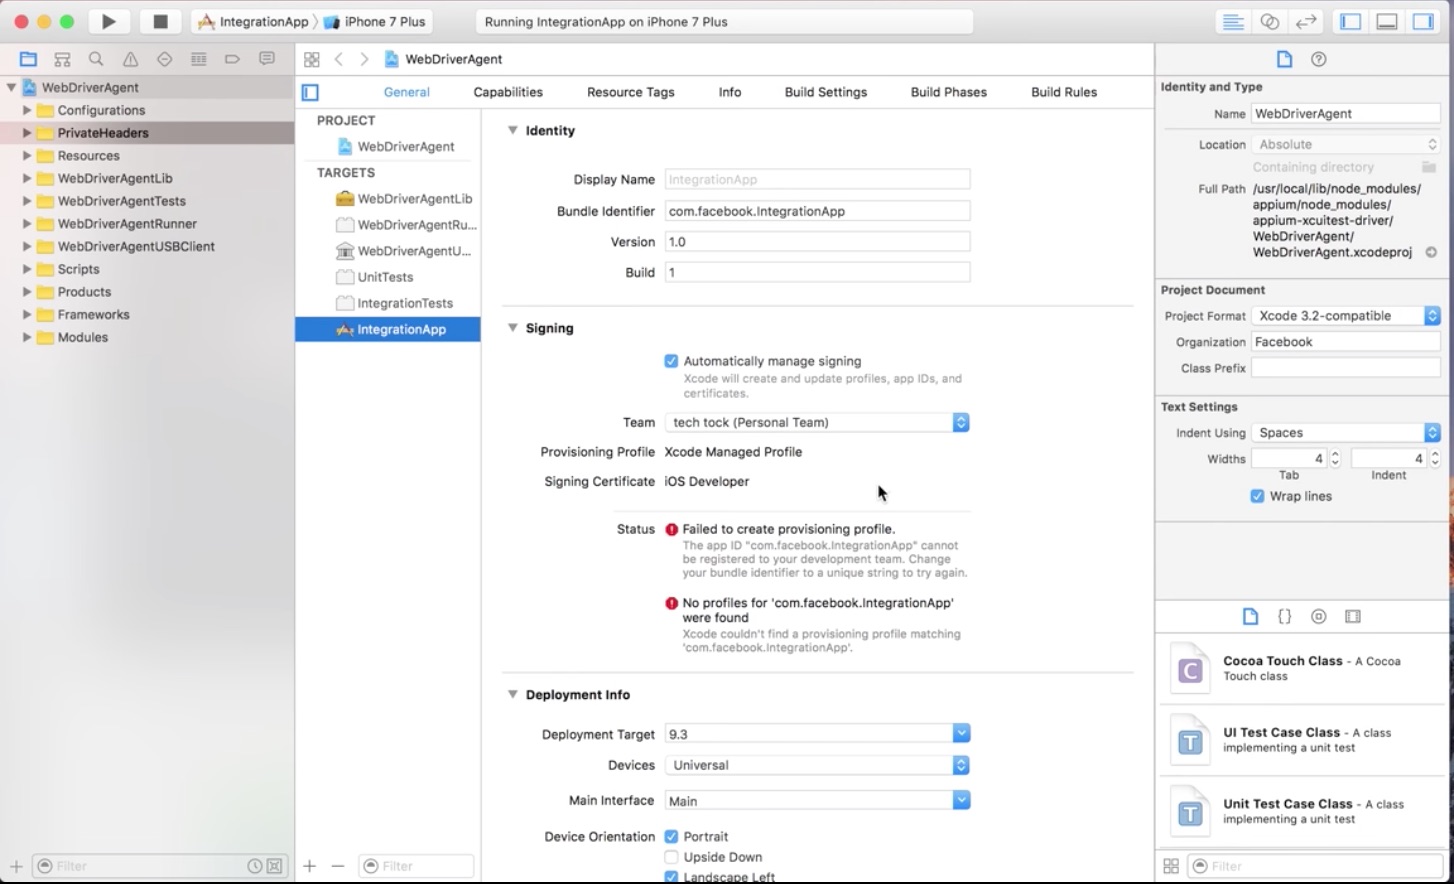 IntegrationApp
iPhone 7 Plus
Running IntegrationApp on iPhone 7 Plus
WebDriverAgent
Configurations
PrivateHeaders
Resources
WebDriverAgentLib
WebDriverAgentTests
WebDriverAgentRunner
WebDriverAgentUSBClient
Scripts
Products
Frameworks
Modules
Filter
WebDriverAgent
General Capabilities Resource Tags Info Build Settings Build Phases Build Rules
PROJECT
WebDriverAgent
TARGETS
WebDriverAgentLib
WebDriverAgentRu...
WebDriverAgentU...
UnitTests
IntegrationTests
IntegrationApp
Filter
Identity
Display Name IntegrationApp
Bundle Identifier com.facebook.IntegrationApp
Version 1.0
Build 1
Signing
Automatically manage signing
Xcode will create and update profiles, app IDs, and
certificates.
Team tech tock (Personal Team)
Provisioning Profile Xcode Managed Profile
Signing Certificate iOS Developer
Status Failed to create provisioning profile.
The app ID "com.facebook.IntegrationApp" cannot
be registered to your development team. Change
your bundle identifier to a unique string to try again.
No profiles for 'com.facebook.IntegrationApp'
were found
Xcode couldn't find a provisioning profile matching
'com.facebook.IntegrationApp'.
Deployment Info
Deployment Target 9.3
Devices Universal
Main Interface Main
Device Orientation Portrait
Upside Down
Landscape Left
Identity and Type
Name WebDriverAgent
Location Absolute
Containing directory
Full Path /usr/local/lib/node_modules/
appium/node_modules/
appium-xcuitest-driver/
WebDriverAgent/
WebDriverAgent.xcodeproj
Project Document
Project Format Xcode 3.2-compatible
Organization Facebook
Class Prefix
Text Settings
Indent Using Spaces
Widths 4 4
Tab Indent
Wrap lines
{}
C
Cocoa Touch Class - A Cocoa
Touch class
T
UI Test Case Class - A class
implementing a unit test
T
Unit Test Case Class - A class
implementing a unit test
Filter